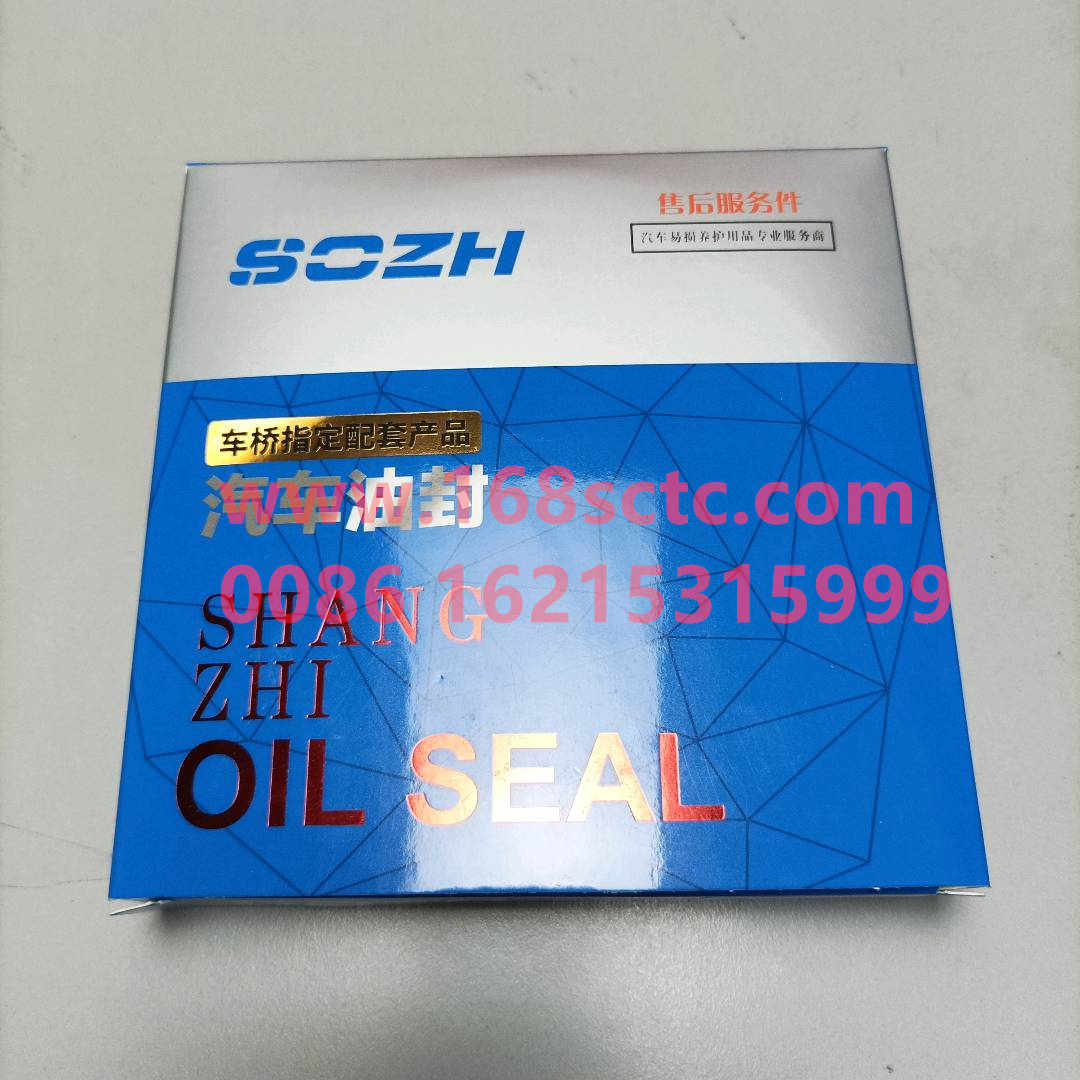 售后服务件
SOZH
汽车易损养护用品专业服务商
车桥指定配套产品
汽车油封
www.168sctc.com
0086 16215315999
SHANG
ZHI
OIL SEAL